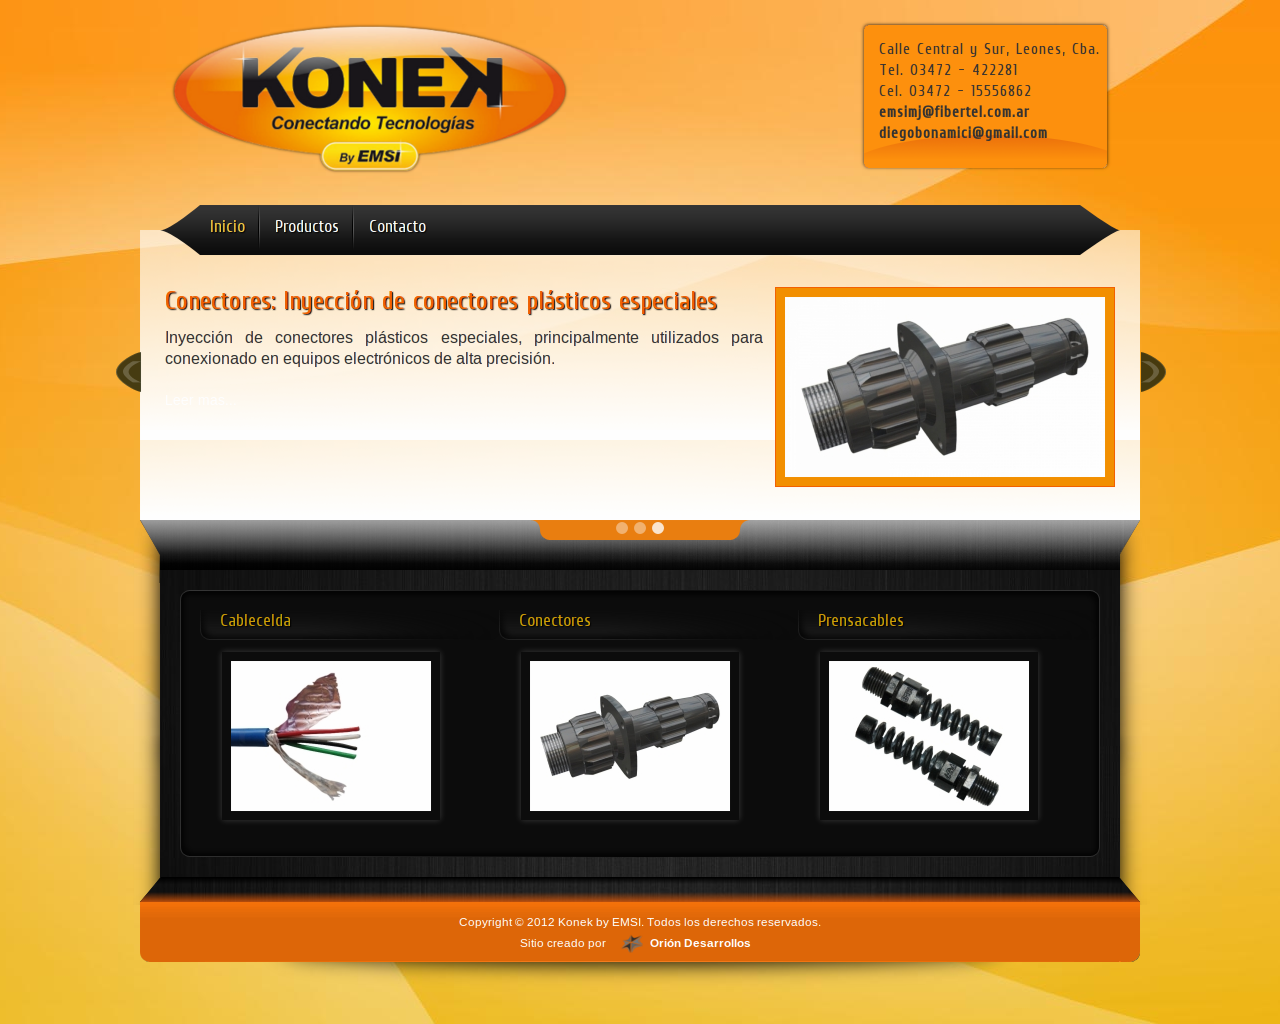 KONEK
Conectando Tecnologías
By EMSI
Calle Central y Sur, Leones, Cba.
Tel. 03472 - 422281
Cel. 03472 - 15556862
emsimj@fibertel.com.ar
diegobonamici@gmail.com
Inicio
Productos
Contacto
Conectores: Inyección de conectores plásticos especiales
Inyección de conectores plásticos especiales, principalmente utilizados para
conexionado en equipos electrónicos de alta precisión.
Cablecelda
Conectores
Prensacables
Copyright © 2012 Konek by EMSI. Todos los derechos reservados.
Sitio creado por Orión Desarrollos